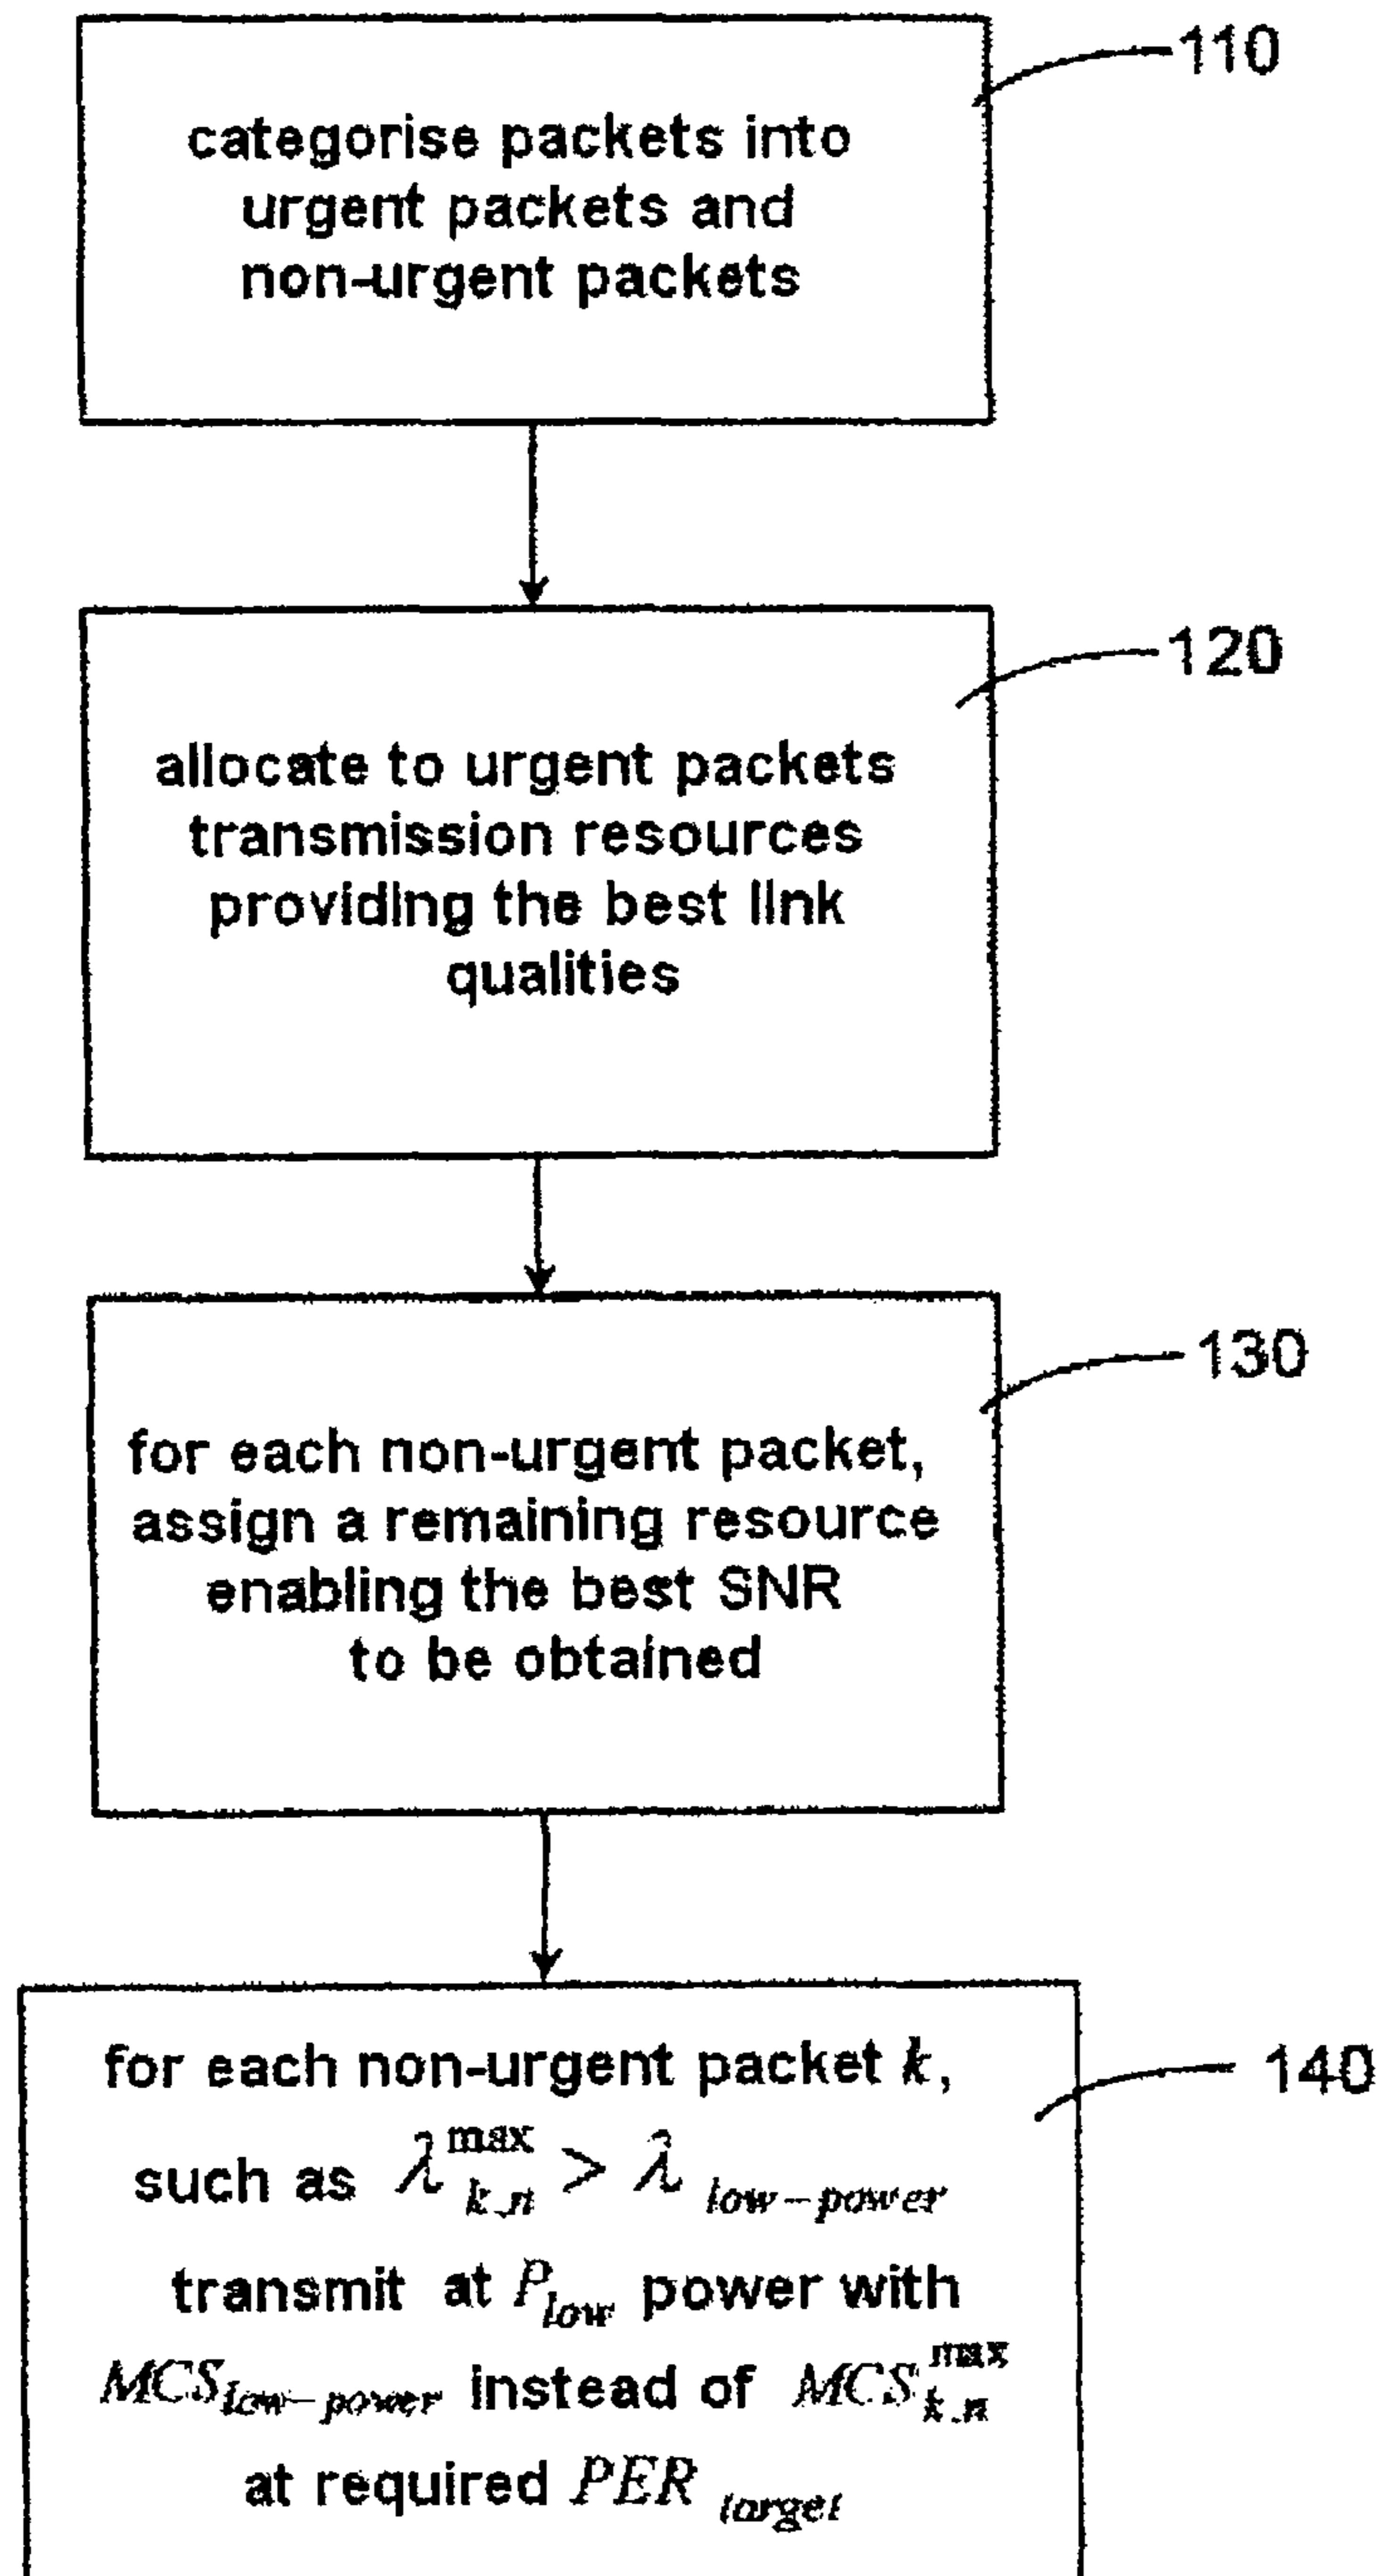 110
categorise packets into
urgent packets and
non-urgent packets
120
allocate to urgent packets
transmission resources
providing the best link
qualities
130
for each non-urgent packet,
assign a remaining resource
enabling the best SNR
to be obtained
140
for each non-urgent packet k,
such as λ^max_k,n > λ_low-power
transmit at P_low power with
MCS_low-power instead of MCS^max_k,n
at required PER_target